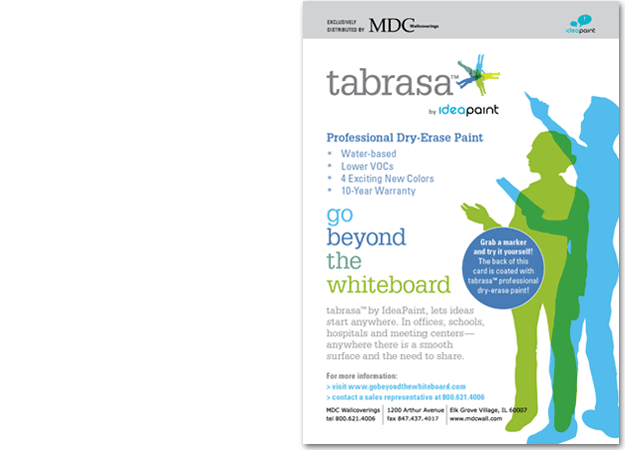 EXCLUSIVELY
DISTRIBUTED BY MDC Wallcoverings
ideapaint
tabrasa™
by ideapaint
Professional Dry-Erase Paint
• Water-based
• Lower VOCs
• 4 Exciting New Colors
• 10-Year Warranty
go
beyond
the
whiteboard
Grab a marker
and try it yourself!
The back of this
card is coated with
tabrasa™ professional
dry-erase paint!
tabrasa™ by IdeaPaint, lets ideas
start anywhere. In offices, schools,
hospitals and meeting centers—
anywhere there is a smooth
surface and the need to share.
For more information:
> visit www.gobeyondthewhiteboard.com
> contact a sales representative at 800.621.4006
MDC Wallcoverings | 1200 Arthur Avenue | Elk Grove Village, IL 60007
tel 800.621.4006 | fax 847.437.4017 | www.mdcwall.com